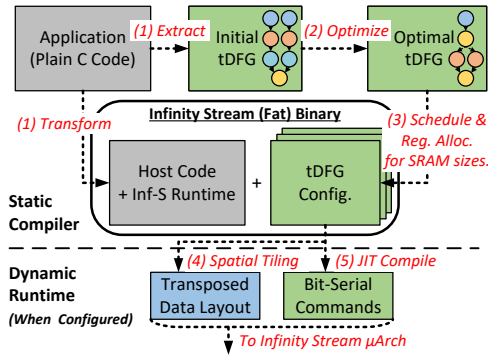 Application
(Plain C Code)
(1) Extract
Initial
tDFG
(2) Optimize
Optimal
tDFG
(1) Transform
Infinity Stream (Fat) Binary
(3) Schedule &
Reg. Alloc.
for SRAM sizes.
Host Code
+ Inf-S Runtime
+
tDFG
Config.
Static
Compiler
Dynamic
Runtime
(When Configured)
(4) Spatial Tiling
(5) JIT Compile
Transposed
Data Layout
Bit-Serial
Commands
To Infinity Stream μArch